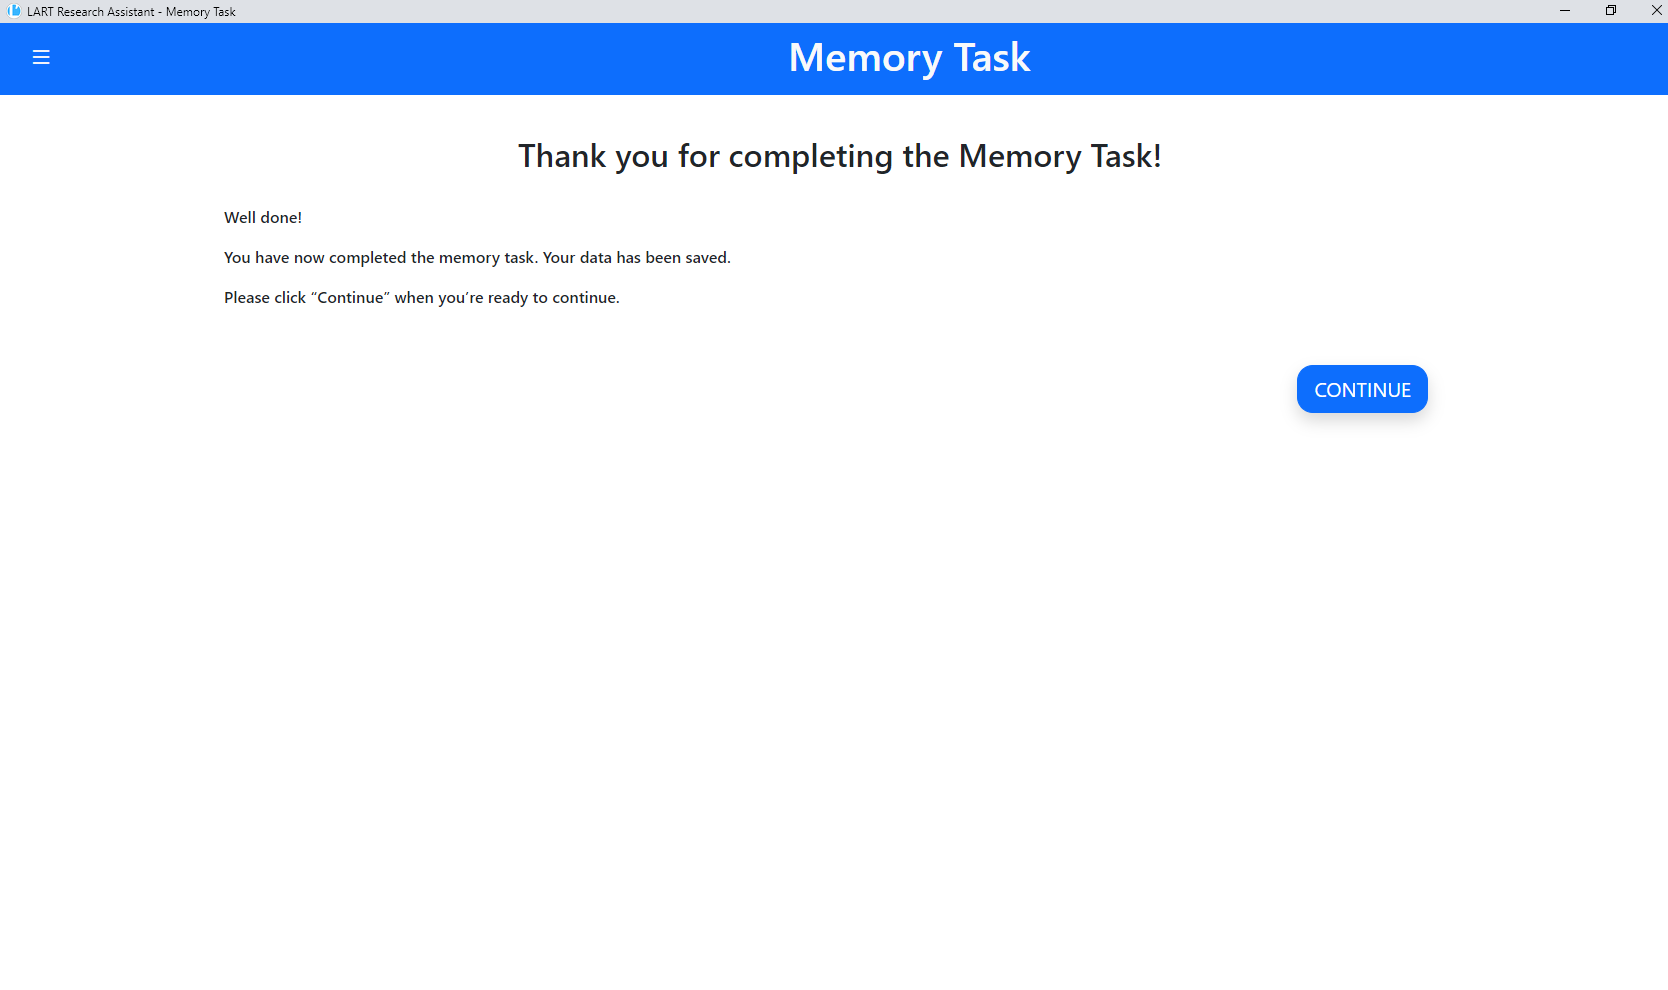 LART Research Assistant - Memory Task
Memory Task
Thank you for completing the Memory Task!
Well done!
You have now completed the memory task. Your data has been saved.
Please click “Continue” when you’re ready to continue.
CONTINUE